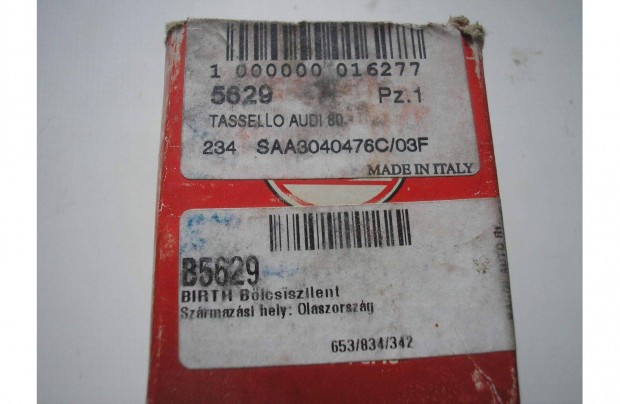 1 000000 016277
5629 Pz.1
TASSELLO AUDI 80
234 SAA3040476C/03F
MADE IN ITALY
B5629
BIRTH Bölcsiszilent
Származási hely: Olaszország
653/834/342